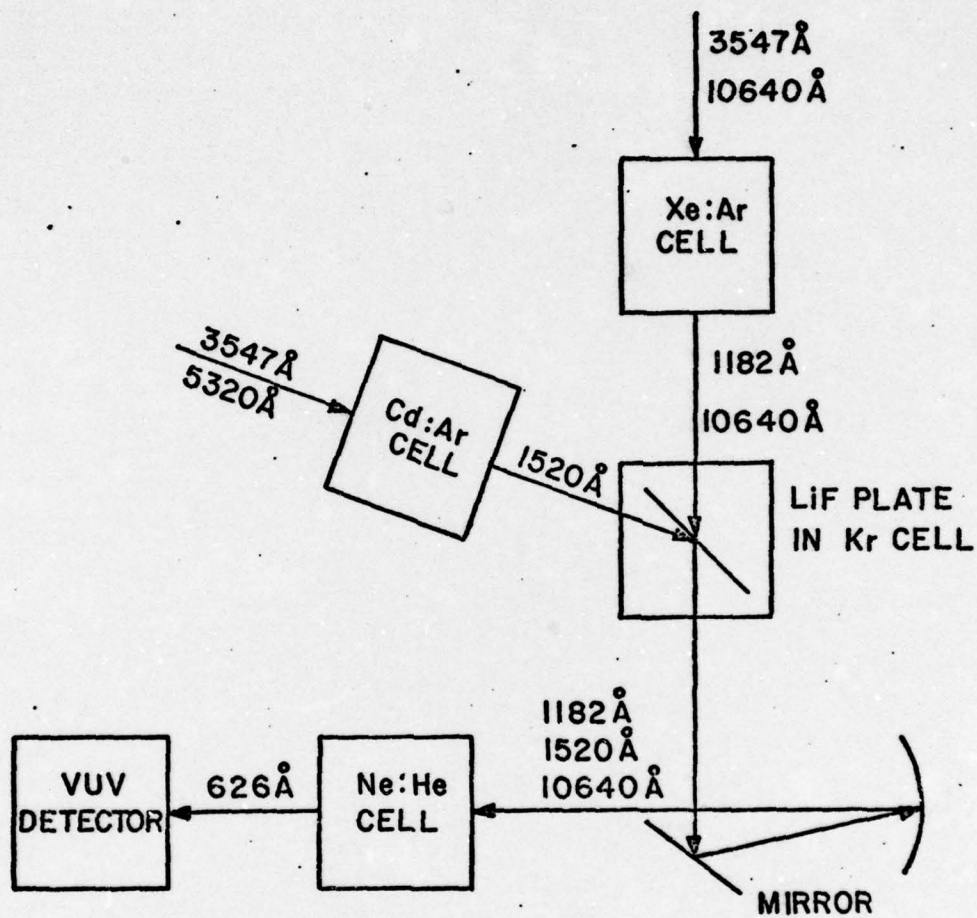 3547Å
10640Å
Xe:Ar
CELL
3547Å
5320Å
Cd:Ar
CELL
1520Å
1182Å
10640Å
LiF PLATE
IN Kr CELL
1182Å
1520Å
10640Å
VUV
DETECTOR
626Å
Ne:He
CELL
MIRROR